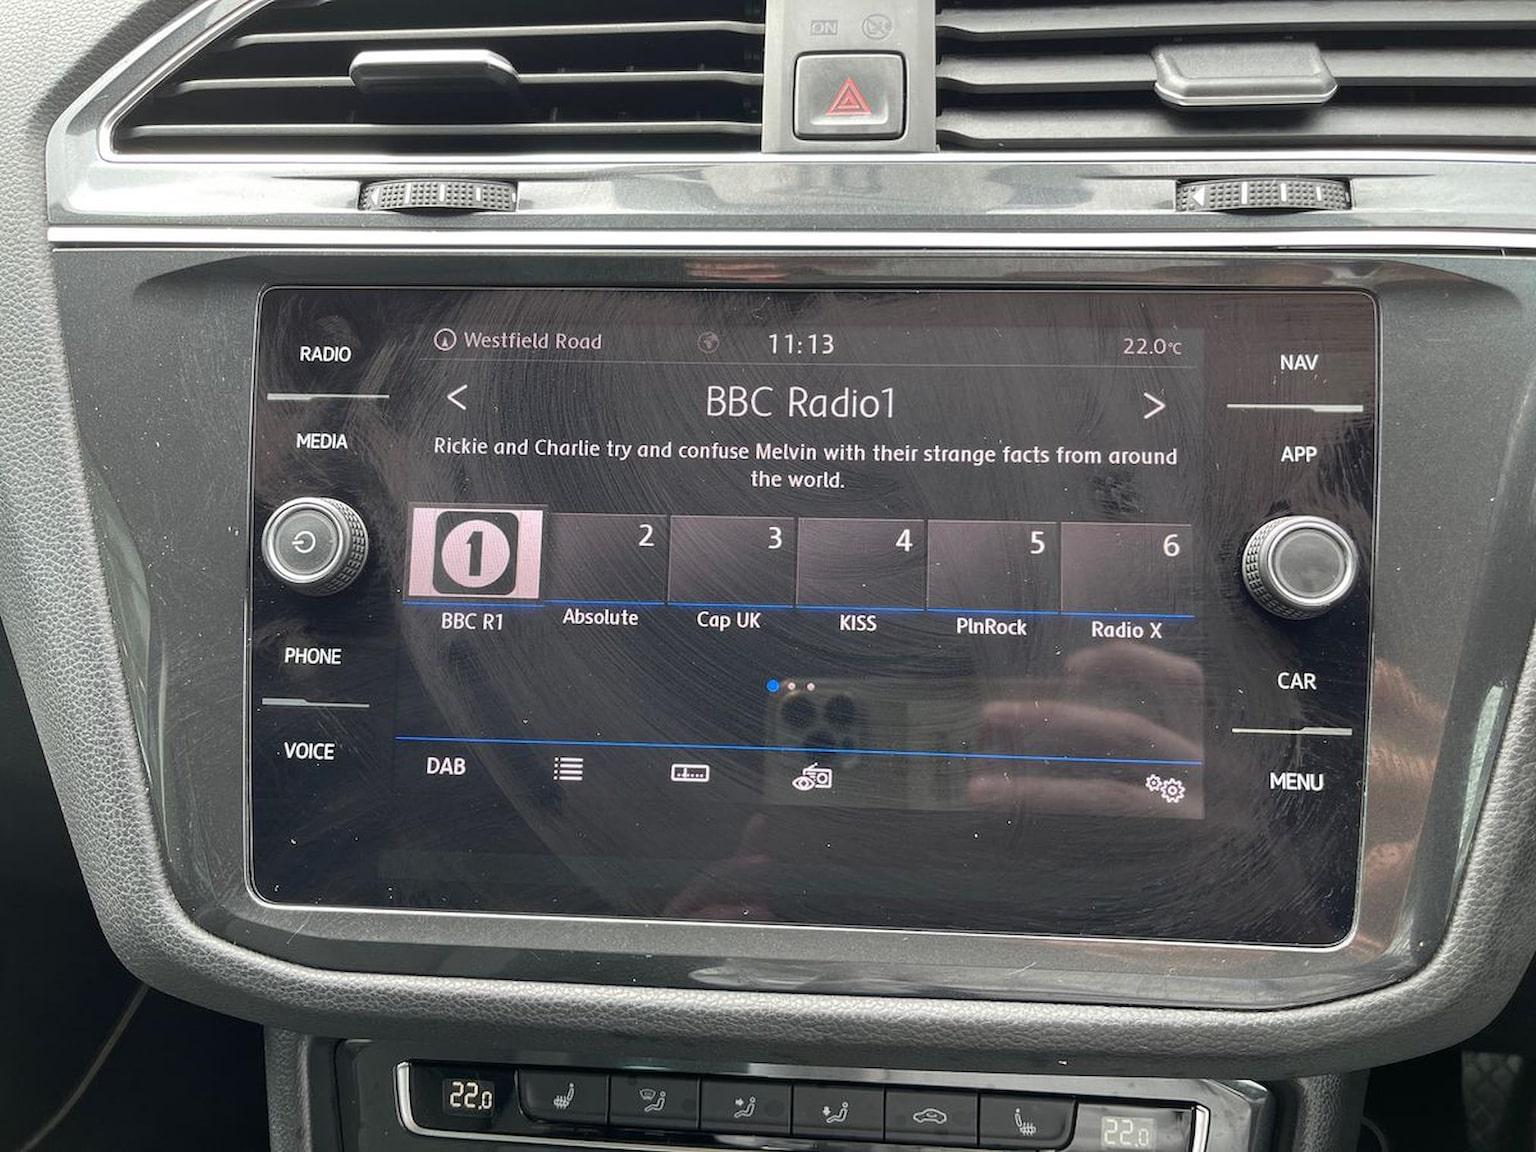 ON
RADIO
MEDIA
PHONE
VOICE
Westfield Road
11:13
22.0°C
BBC Radio1
Rickie and Charlie try and confuse Melvin with their strange facts from around
the world.
1
2
3
4
5
6
BBC R1
Absolute
Cap UK
KISS
PlnRock
Radio X
DAB
NAV
APP
CAR
MENU
22.0
22.0